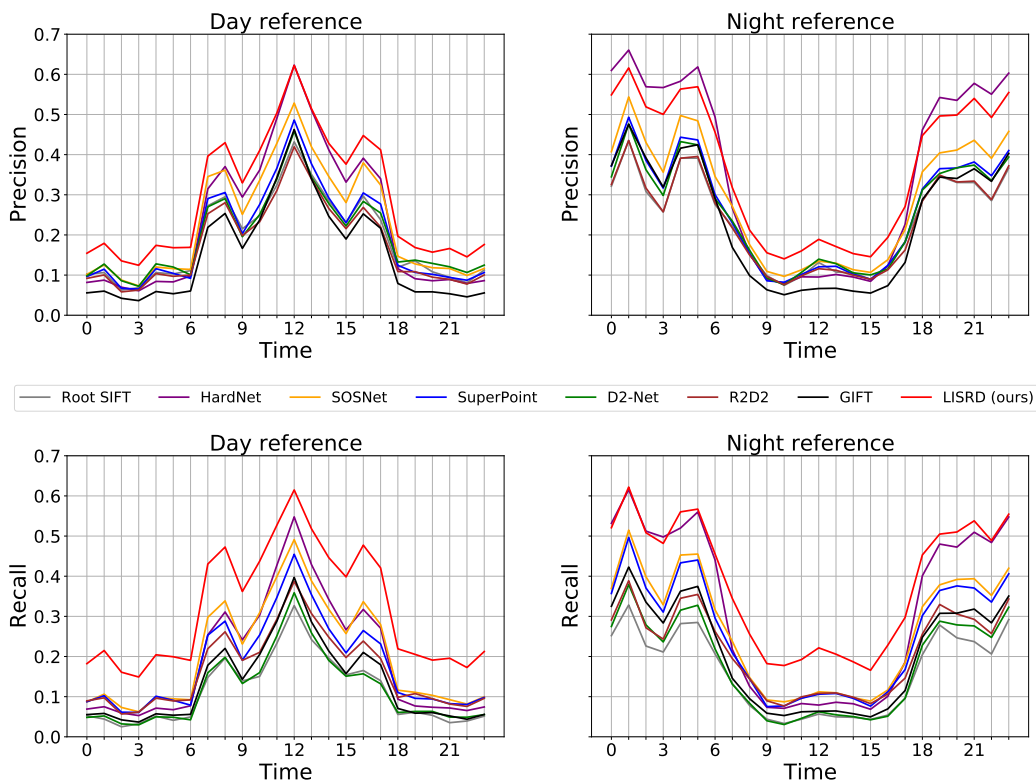 Day reference
Night reference
Precision
0.7
0.6
0.5
0.4
0.3
0.2
0.1
0.0
0 3 6 9 12 15 18 21
Time
Precision
0 3 6 9 12 15 18 21
Time
Root SIFT HardNet SOSNet SuperPoint D2-Net R2D2 GIFT LISRD (ours)
Day reference
Night reference
Recall
0.7
0.6
0.5
0.4
0.3
0.2
0.1
0.0
0 3 6 9 12 15 18 21
Time
Recall
0 3 6 9 12 15 18 21
Time